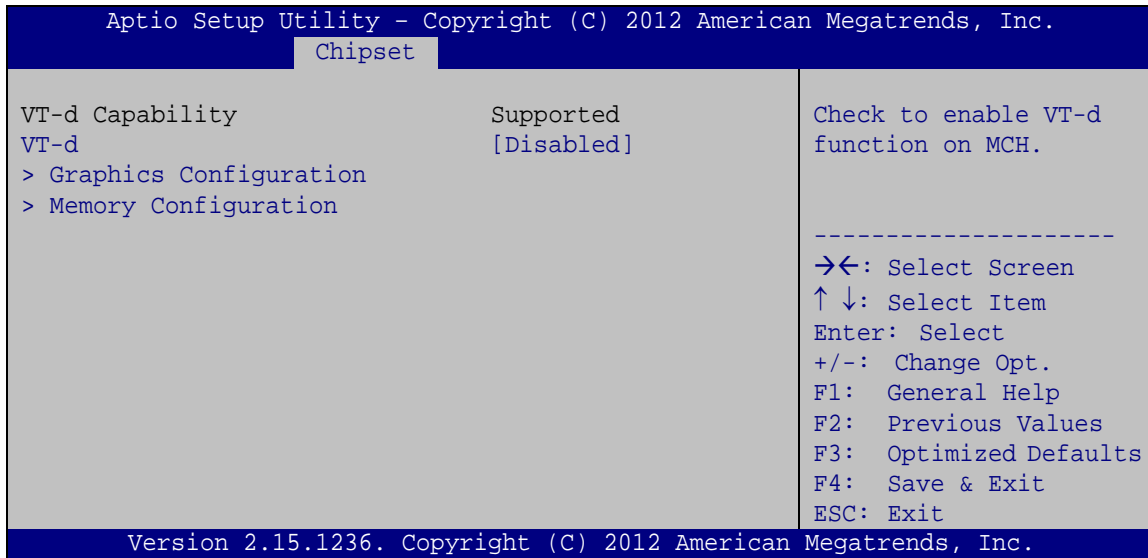 Aptio Setup Utility – Copyright (C) 2012 American Megatrends, Inc.
Chipset
VT-d Capability Supported
VT-d [Disabled]
> Graphics Configuration
> Memory Configuration
Check to enable VT-d
function on MCH.
---------------------
→←: Select Screen
↑ ↓: Select Item
Enter: Select
+/-: Change Opt.
F1: General Help
F2: Previous Values
F3: Optimized Defaults
F4: Save & Exit
ESC: Exit
Version 2.15.1236. Copyright (C) 2012 American Megatrends, Inc.